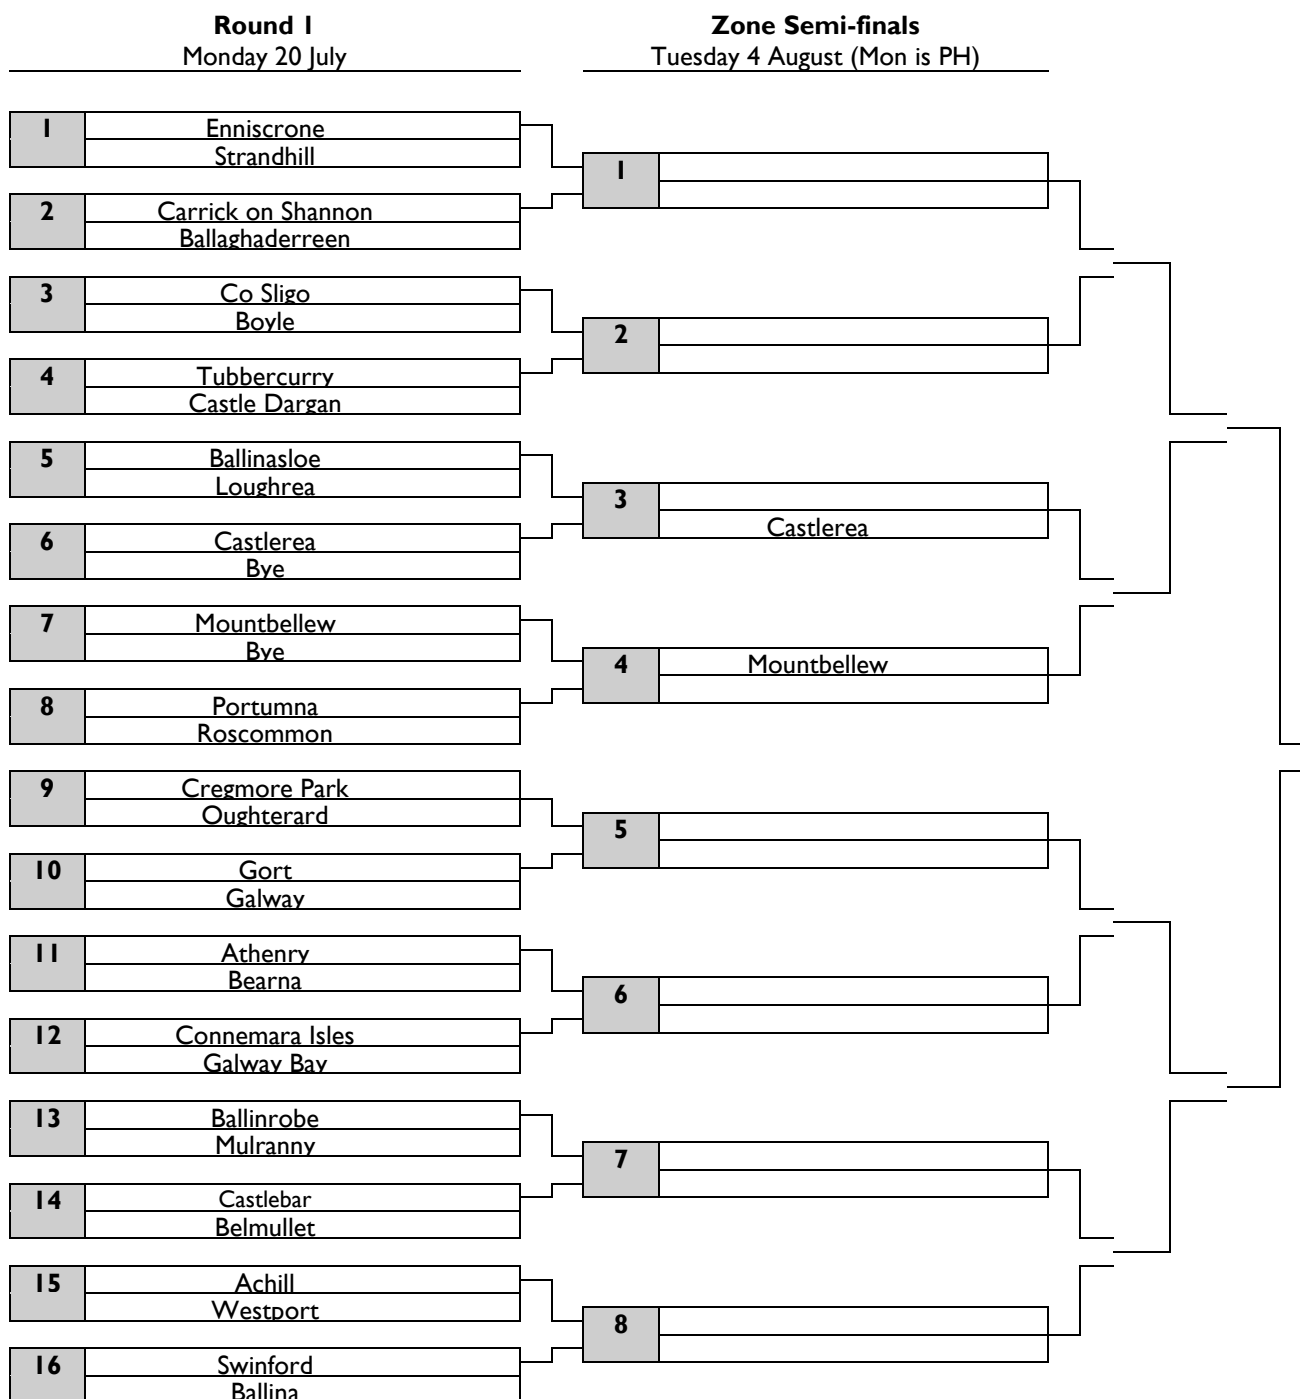 Round 1
Monday 20 July
1
Enniscrone
Strandhill
2
Carrick on Shannon
Ballaghaderreen
3
Co Sligo
Boyle
4
Tubbercurry
Castle Dargan
5
Ballinasloe
Loughrea
6
Castlerea
Bye
7
Mountbellew
Bye
8
Portumna
Roscommon
9
Cregmore Park
Oughterard
10
Gort
Galway
11
Athenry
Bearna
12
Connemara Isles
Galway Bay
13
Ballinrobe
Mulranny
14
Castlebar
Belmullet
15
Achill
Westport
16
Swinford
Ballina
Zone Semi-finals
Tuesday 4 August (Mon is PH)
1
2
3
Castlerea
4
Mountbellew
5
6
7
8